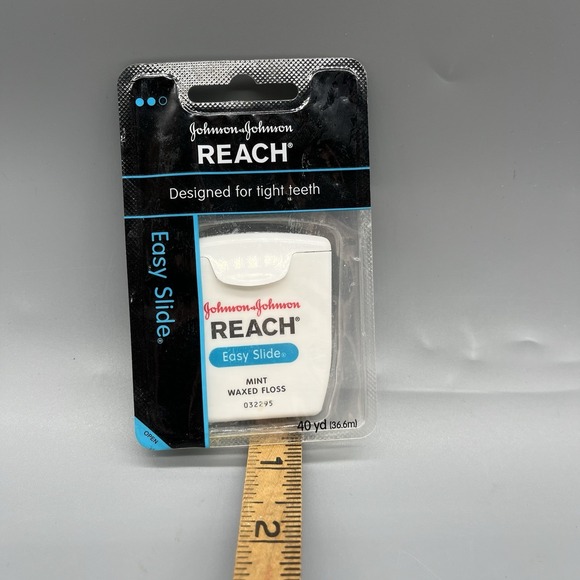 Johnson & Johnson
REACH®
Designed for tight teeth
Easy Slide®
Johnson & Johnson
REACH®
Easy Slide®
MINT
WAXED FLOSS
032295
40 yd (36.6m)
OPEN
1
2